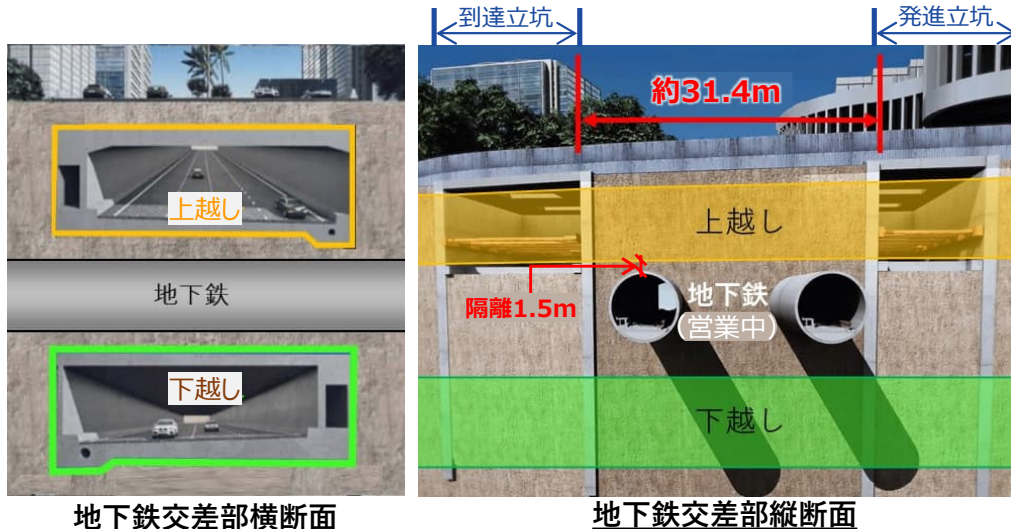 到達立坑
発進立坑
約31.4m
上越し
地下鉄
下越し
上越し
隔離1.5m
地下鉄
(営業中)
下越し
地下鉄交差部横断面
地下鉄交差部縦断面